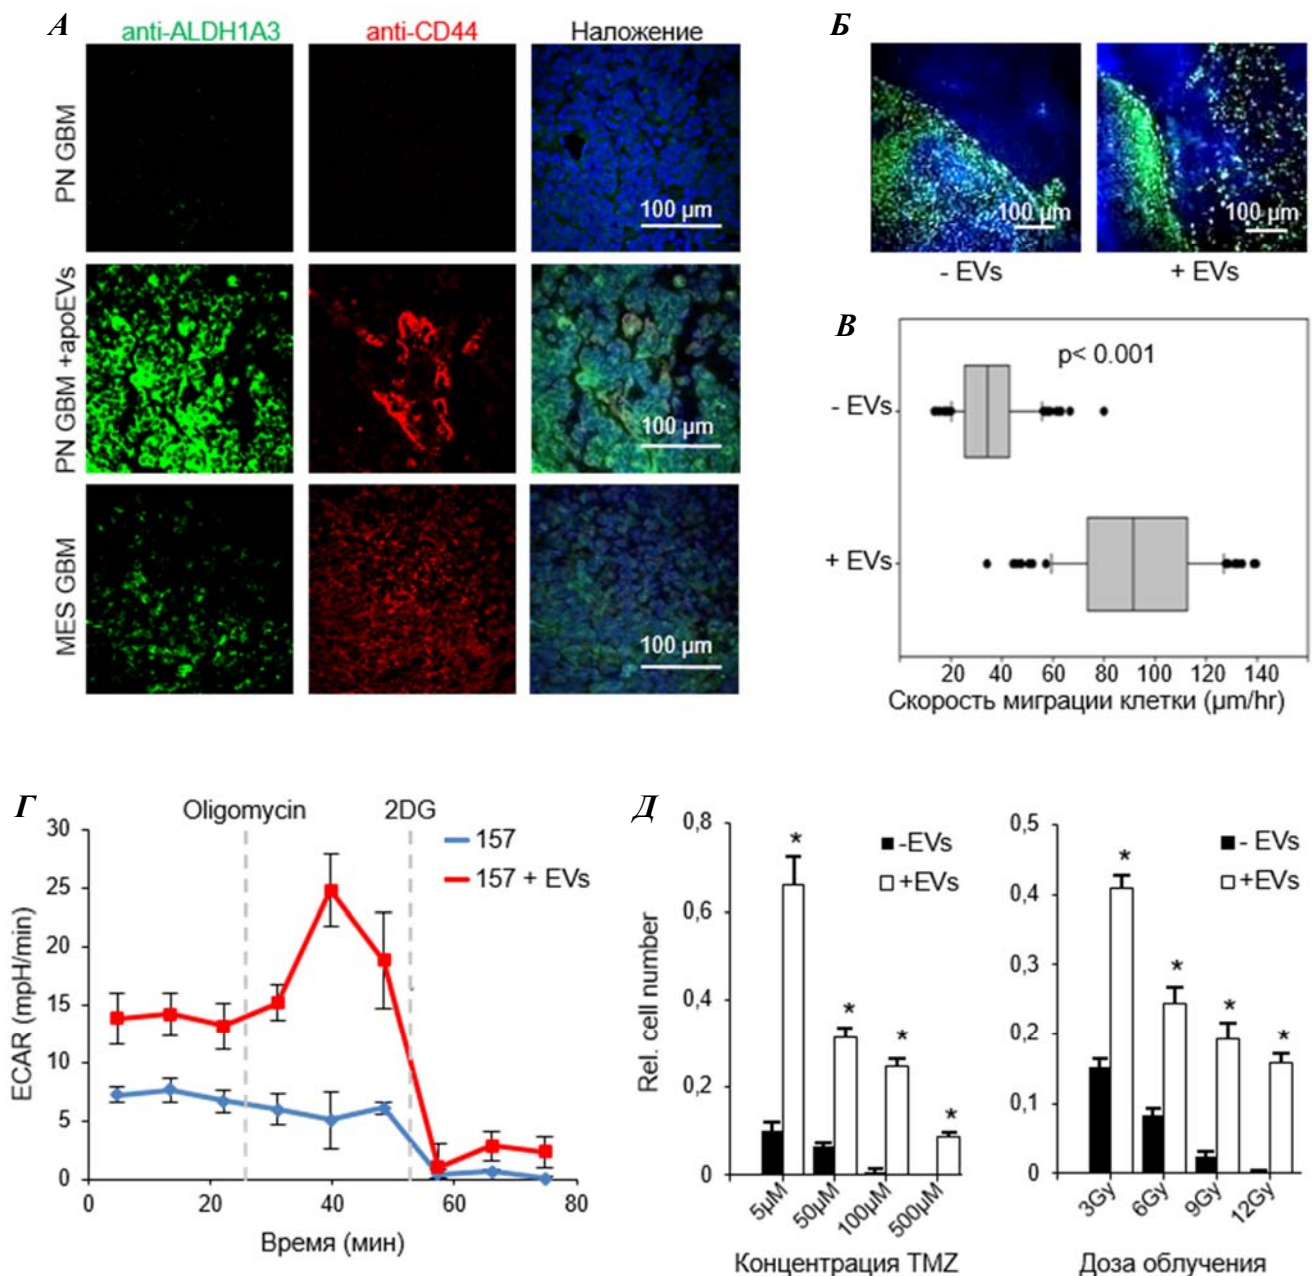 А
anti-ALDH1A3
anti-CD44
Наложение
PN GBM
100 µm
PN GBM +apoEVs
100 µm
MES GBM
100 µm
Б
100 µm
100 µm
- EVs
+ EVs
В
p< 0.001
- EVs
+ EVs
20 40 60 80 100 120 140
Скорость миграции клетки (µm/hr)
Г
Oligomycin
2DG
157
157 + EVs
30
25
20
15
10
5
0
ECAR (mpH/min)
0 20 40 60 80
Время (мин)
Д
0,8
0,6
0,4
0,2
0
Rel. cell number
-EVs
+EVs
* * * *
5µM 50µM 100µM 500µM
Концентрация TMZ
0,5
0,4
0,3
0,2
0,1
0
- EVs
+EVs
* * * *
3Gy 6Gy 9Gy 12Gy
Доза облучения